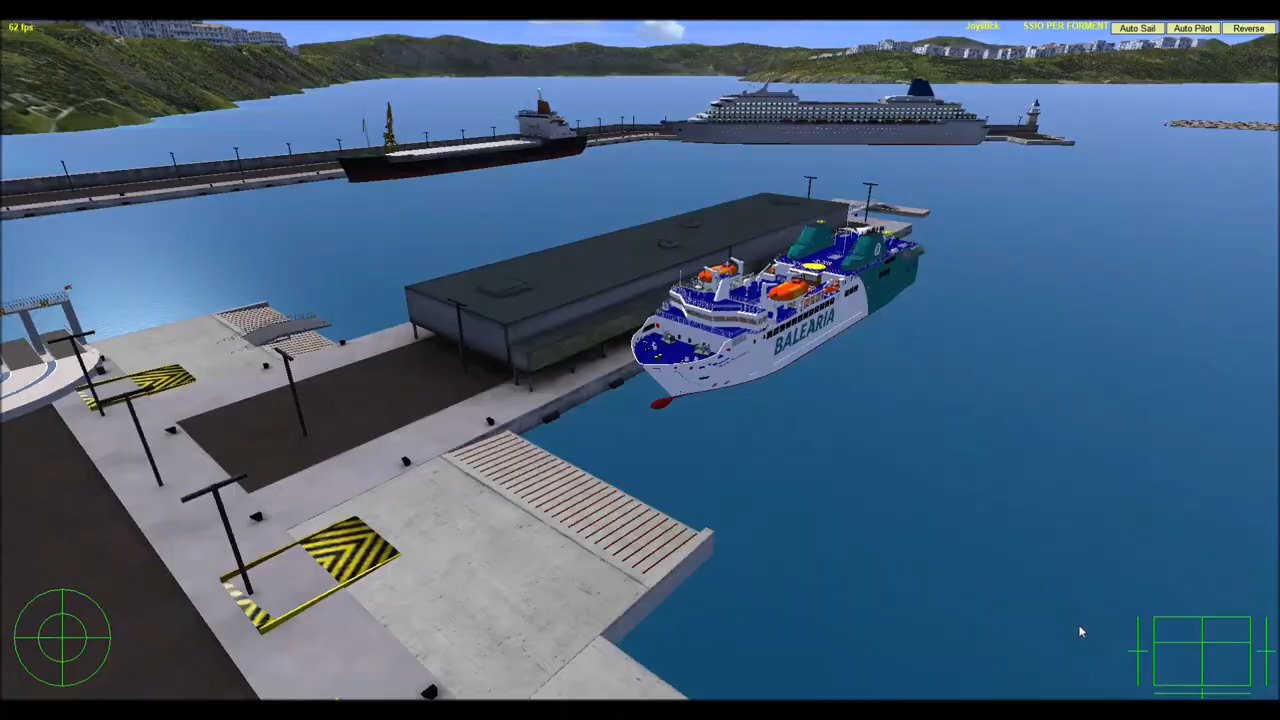 62 fps
Joystick
SSIO PER FORMENT
Auto Sail
Auto Pilot
Reverse
BALEARIA